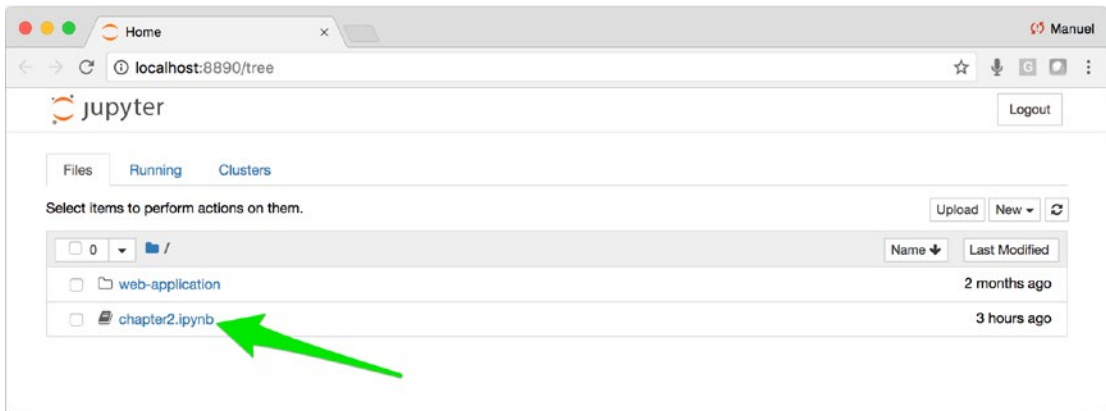 Home
Manuel
localhost:8890/tree
G
jupyter
Logout
Files Running Clusters
Select items to perform actions on them.
Upload New
0 /
Name Last Modified
web-application 2 months ago
chapter2.ipynb 3 hours ago